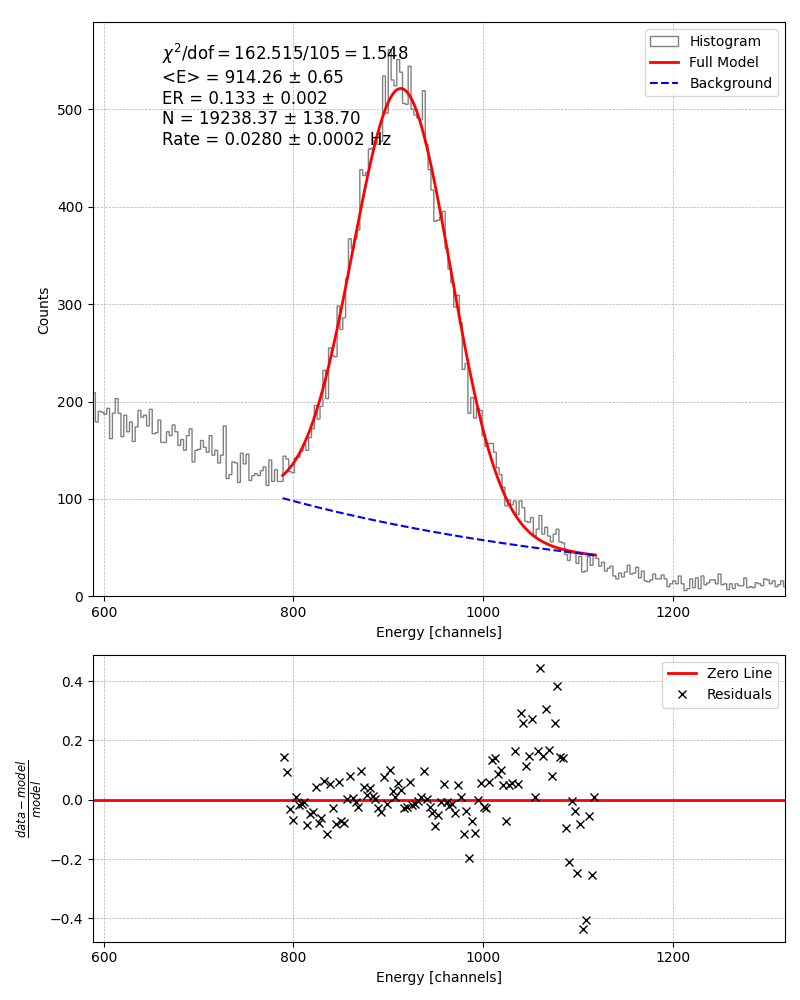 χ²/dof = 162.515/105 = 1.548
<E> = 914.26 ± 0.65
ER = 0.133 ± 0.002
N = 19238.37 ± 138.70
Rate = 0.0280 ± 0.0002 Hz
Histogram
Full Model
Background
Counts
500
400
300
200
100
0
600 800 1000 1200
Energy [channels]
Zero Line
Residuals
data − model
model
0.4
0.2
0.0
−0.2
−0.4
600 800 1000 1200
Energy [channels]